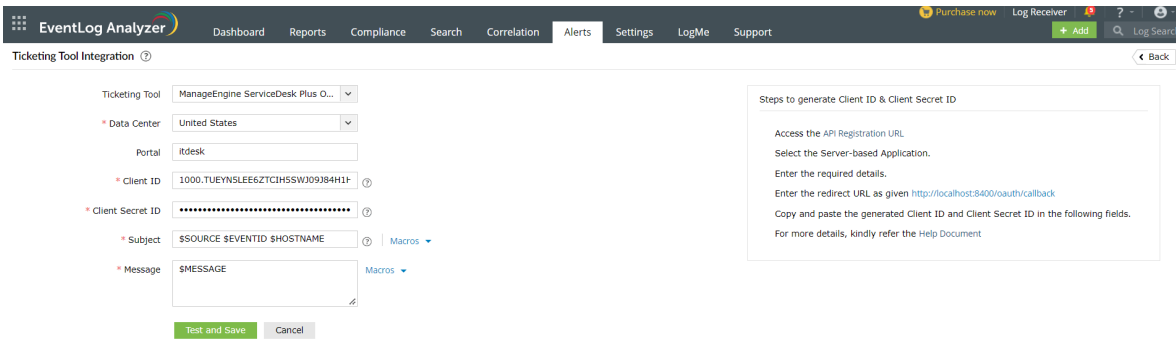 Purchase now Log Receiver 5 ?
EventLog Analyzer Dashboard Reports Compliance Search Correlation Alerts Settings LogMe Support + Add Log Searc
Ticketing Tool Integration ? Back
Ticketing Tool ManageEngine ServiceDesk Plus O...
* Data Center United States
Portal itdesk
* Client ID 1000.TUEYN5LEE6ZTCIH5SWJ09J84H1H ?
* Client Secret ID •••••••••••••••••••••••••••••••••••• ?
* Subject $SOURCE $EVENTID $HOSTNAME ? Macros
* Message $MESSAGE Macros
Test and Save Cancel
Steps to generate Client ID & Client Secret ID
Access the API Registration URL
Select the Server-based Application.
Enter the required details.
Enter the redirect URL as given http://localhost:8400/oauth/callback
Copy and paste the generated Client ID and Client Secret ID in the following fields.
For more details, kindly refer the Help Document